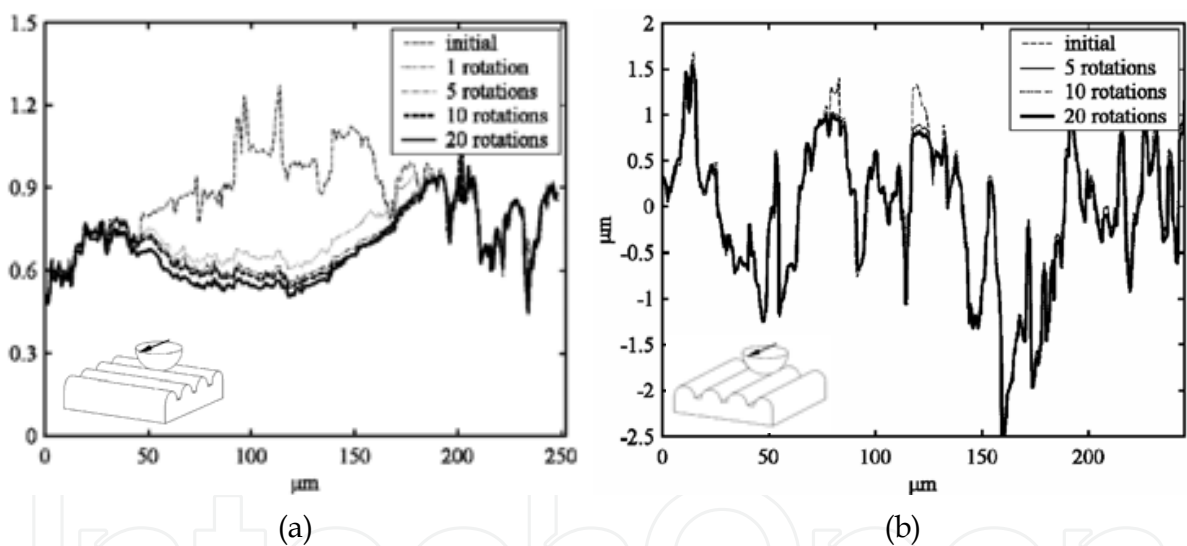 1.5
1.2
0.9
0.6
0.3
0
initial
1 rotation
5 rotations
10 rotations
20 rotations
0 50 100 150 200 250
μm
(a)
2
1.5
1
0.5
0
-0.5
-1
-1.5
-2
-2.5
μm
initial
5 rotations
10 rotations
20 rotations
0 50 100 150 200
μm
(b)